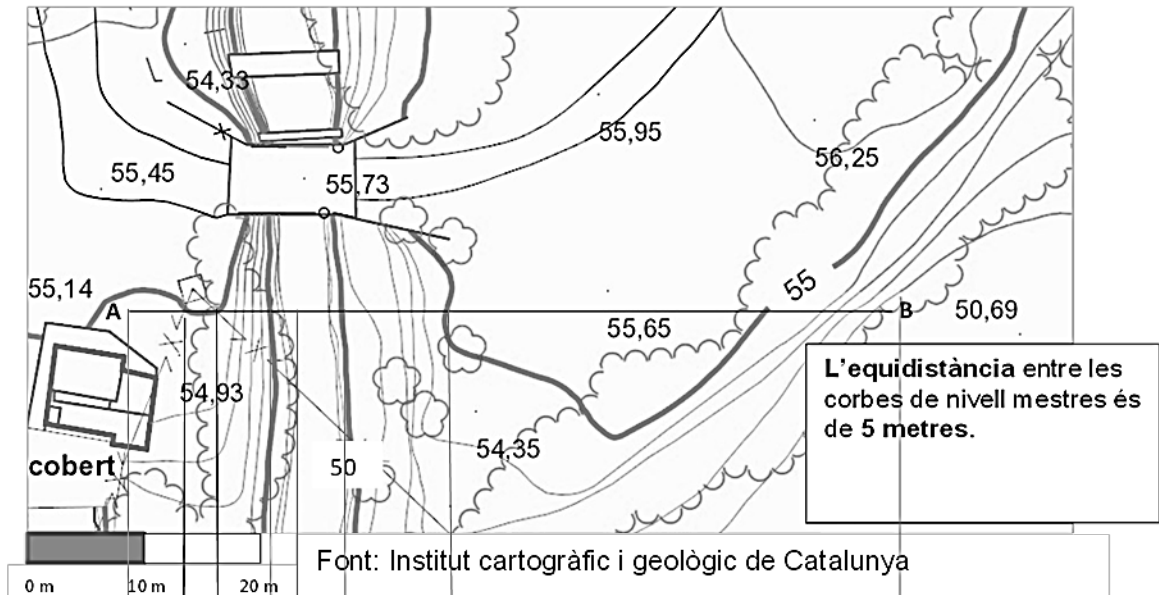 54,33
55,95
56,25
55,45
55,73
55,14
A
55
B
50,69
55,65
L'equidistància entre les
corbes de nivell mestres és
de 5 metres.
54,93
54,35
cobert
50
Font: Institut cartogràfic i geològic de Catalunya
0 m
10 m
20 m